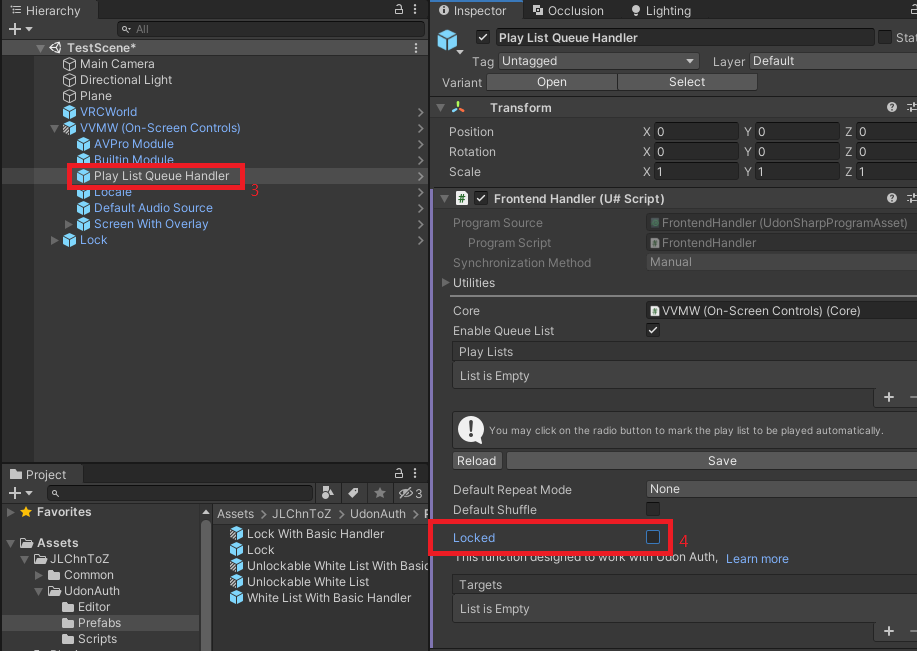 Hierarchy
All
TestScene*
Main Camera
Directional Light
Plane
VRCWorld
VVMW (On-Screen Controls)
AVPro Module
Builtin Module
Play List Queue Handler
3
Locale
Default Audio Source
Screen With Overlay
Lock
Project
3
Favorites
Assets
JLChnToZ
Common
UdonAuth
Editor
Prefabs
Scripts
Assets > JLChnToZ > UdonAuth >
Lock With Basic Handler
Lock
Unlockable White List With Basic
Unlockable White List
White List With Basic Handler
Inspector
Occlusion
Lighting
Play List Queue Handler
Stat
Tag Untagged
Layer Default
Variant Open Select
Transform
Position X 0 Y 0 Z 0
Rotation X 0 Y 0 Z 0
Scale X 1 Y 1 Z 1
# Frontend Handler (U# Script)
Program Source FrontendHandler (UdonSharpProgramAsset)
Program Script # FrontendHandler
Synchronization Method Manual
Utilities
Core # VVMW (On-Screen Controls) (Core)
Enable Queue List
Play Lists
List is Empty
+ −
You may click on the radio button to mark the play list to be played automatically.
Reload Save
Default Repeat Mode None
Default Shuffle
Locked
4
This function designed to work with Udon Auth, Learn more
Targets
List is Empty
+ −